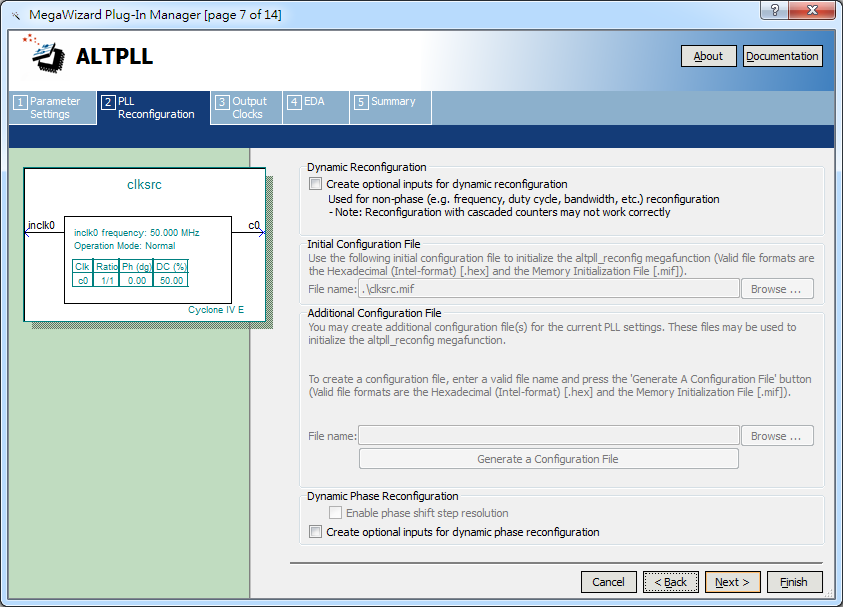 MegaWizard Plug-In Manager [page 7 of 14]
?
ALTPLL
About
Documentation
1 Parameter
Settings
2 PLL
Reconfiguration
3 Output
Clocks
4 EDA
5 Summary
clksrc
inclk0
c0
inclk0 frequency: 50.000 MHz
Operation Mode: Normal
Clk Ratio Ph (dg) DC (%)
c0 1/1 0.00 50.00
Cyclone IV E
Dynamic Reconfiguration
Create optional inputs for dynamic reconfiguration
Used for non-phase (e.g. frequency, duty cycle, bandwidth, etc.) reconfiguration
- Note: Reconfiguration with cascaded counters may not work correctly
Initial Configuration File
Use the following initial configuration file to initialize the altpll_reconfig megafunction (Valid file formats are
the Hexadecimal (Intel-format) [.hex] and the Memory Initialization File [.mif]).
File name: .\clksrc.mif Browse ...
Additional Configuration File
You may create additional configuration file(s) for the current PLL settings. These files may be used to
initialize the altpll_reconfig megafunction.
To create a configuration file, enter a valid file name and press the 'Generate A Configuration File' button
(Valid file formats are the Hexadecimal (Intel-format) [.hex] and the Memory Initialization File [.mif]).
File name: Browse ...
Generate a Configuration File
Dynamic Phase Reconfiguration
Enable phase shift step resolution
Create optional inputs for dynamic phase reconfiguration
Cancel < Back Next > Finish